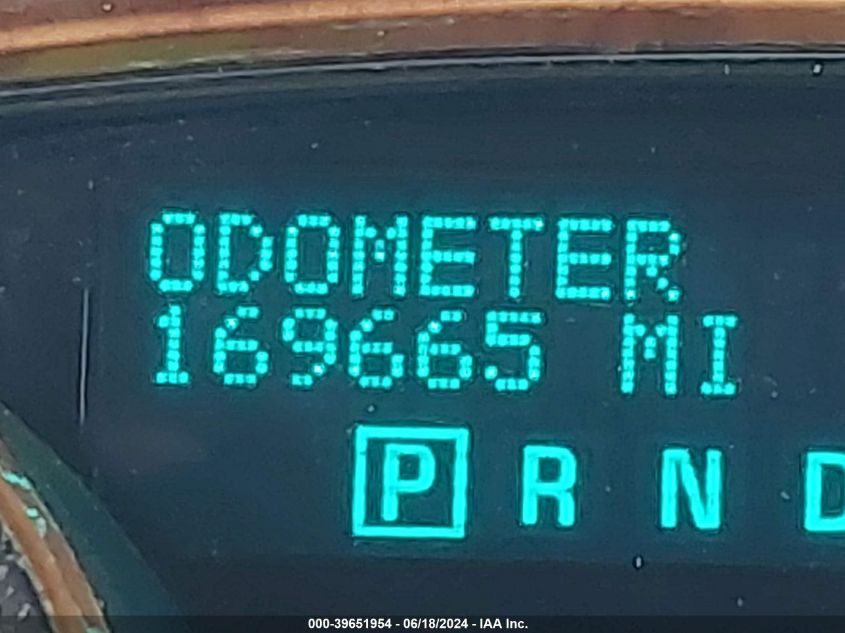 ODOMETER
169665 MI
P R N D
000-39651954 - 06/18/2024 - IAA Inc.